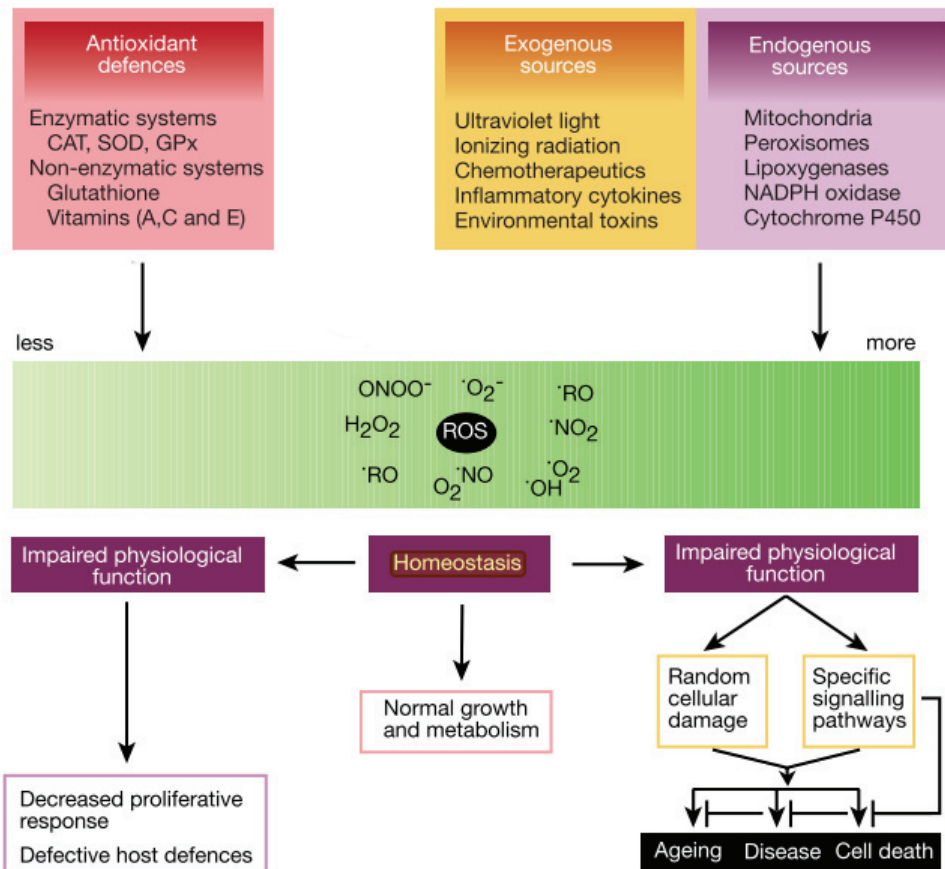 Antioxidant
defences
Enzymatic systems
CAT, SOD, GPx
Non-enzymatic systems
Glutathione
Vitamins (A,C and E)
Exogenous
sources
Ultraviolet light
Ionizing radiation
Chemotherapeutics
Inflammatory cytokines
Environmental toxins
Endogenous
sources
Mitochondria
Peroxisomes
Lipoxygenases
NADPH oxidase
Cytochrome P450
less
more
ONOO⁻
˙O₂⁻
˙RO
H₂O₂
ROS
˙NO₂
˙RO
O₂˙NO
˙OH
˙O₂
Impaired physiological
function
Homeostasis
Impaired physiological
function
Normal growth
and metabolism
Random
cellular
damage
Specific
signalling
pathways
Decreased proliferative
response
Defective host defences
Ageing
Disease
Cell death